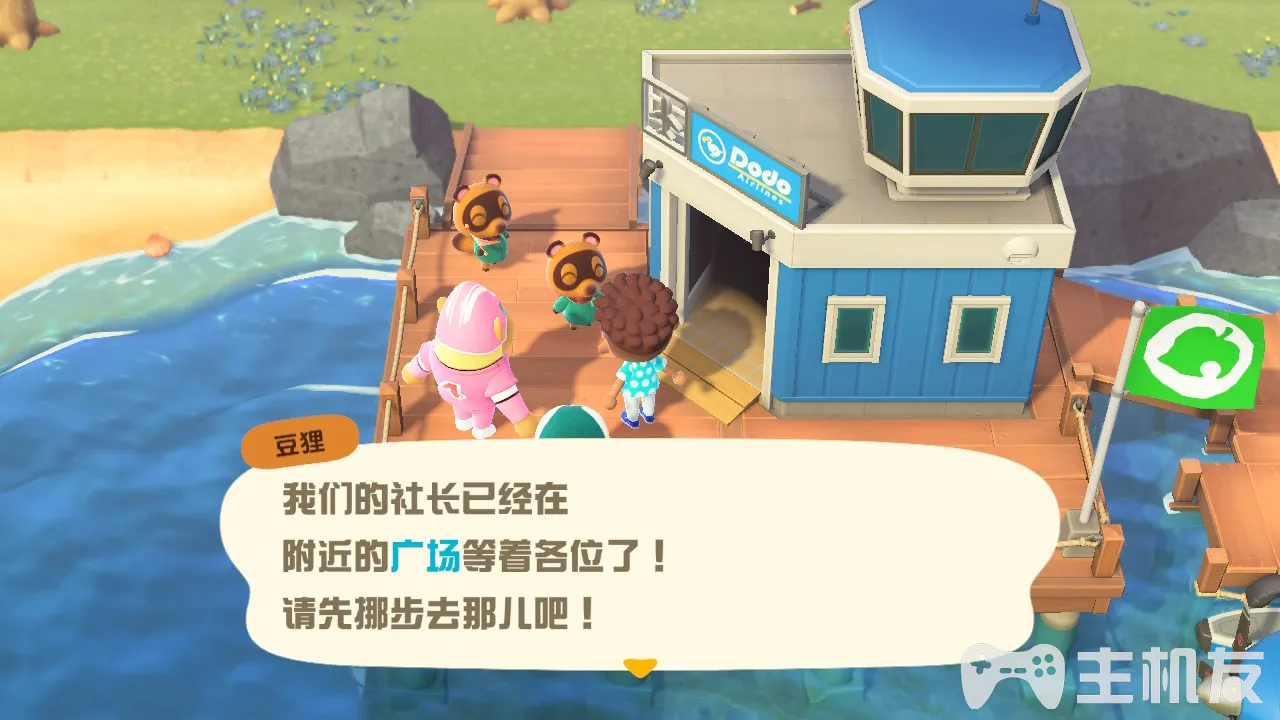 Dodo
Airlines
豆狸
我们的社长已经在
附近的广场等着各位了！
请先挪步去那儿吧！
主机友